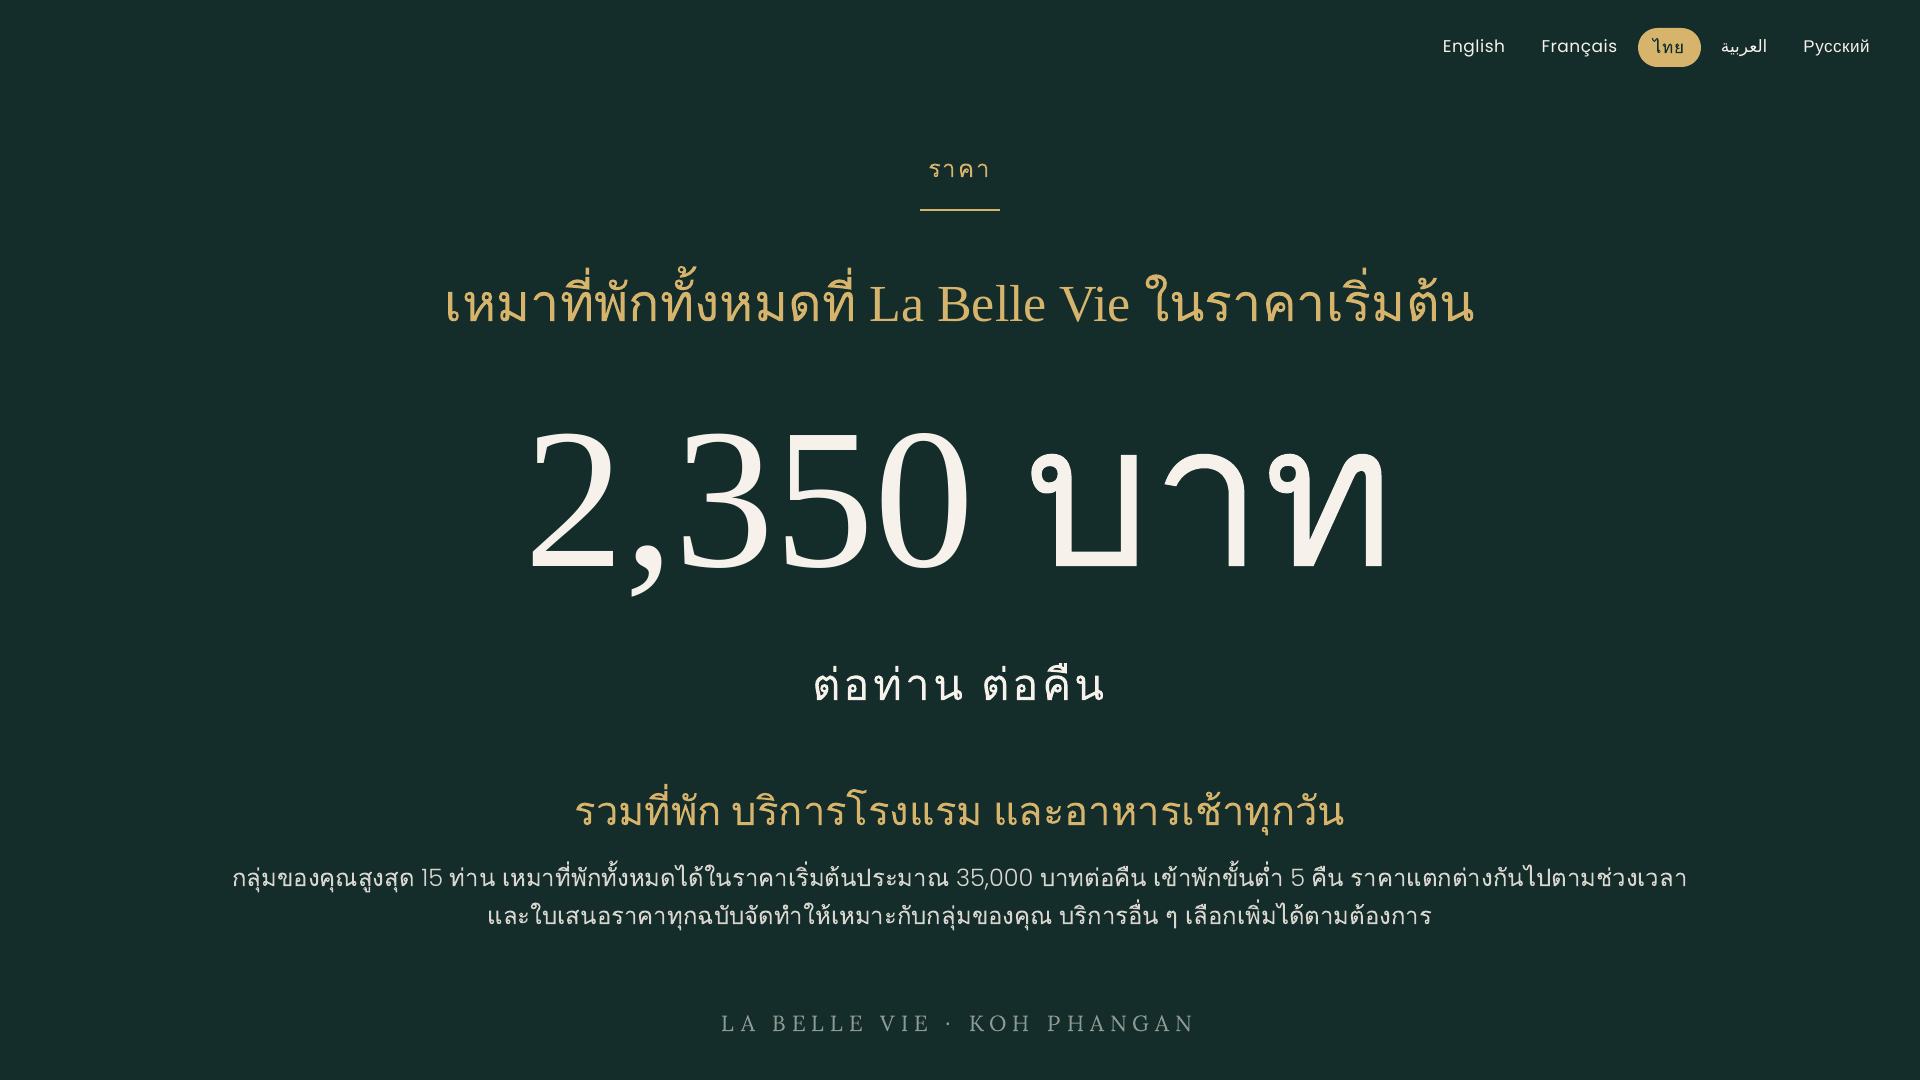 English Français ไทย العربية Русский
ราคา
เหมาที่พักทั้งหมดที่ La Belle Vie ในราคาเริ่มต้น
2,350 บาท
ต่อท่าน ต่อคืน
รวมที่พัก บริการโรงแรม และอาหารเช้าทุกวัน
กลุ่มของคุณสูงสุด 15 ท่าน เหมาที่พักทั้งหมดได้ในราคาเริ่มต้นประมาณ 35,000 บาทต่อคืน เข้าพักขั้นต่ำ 5 คืน ราคาแตกต่างกันไปตามช่วงเวลา
และใบเสนอราคาทุกฉบับจัดทำให้เหมาะกับกลุ่มของคุณ บริการอื่น ๆ เลือกเพิ่มได้ตามต้องการ
LA BELLE VIE · KOH PHANGAN